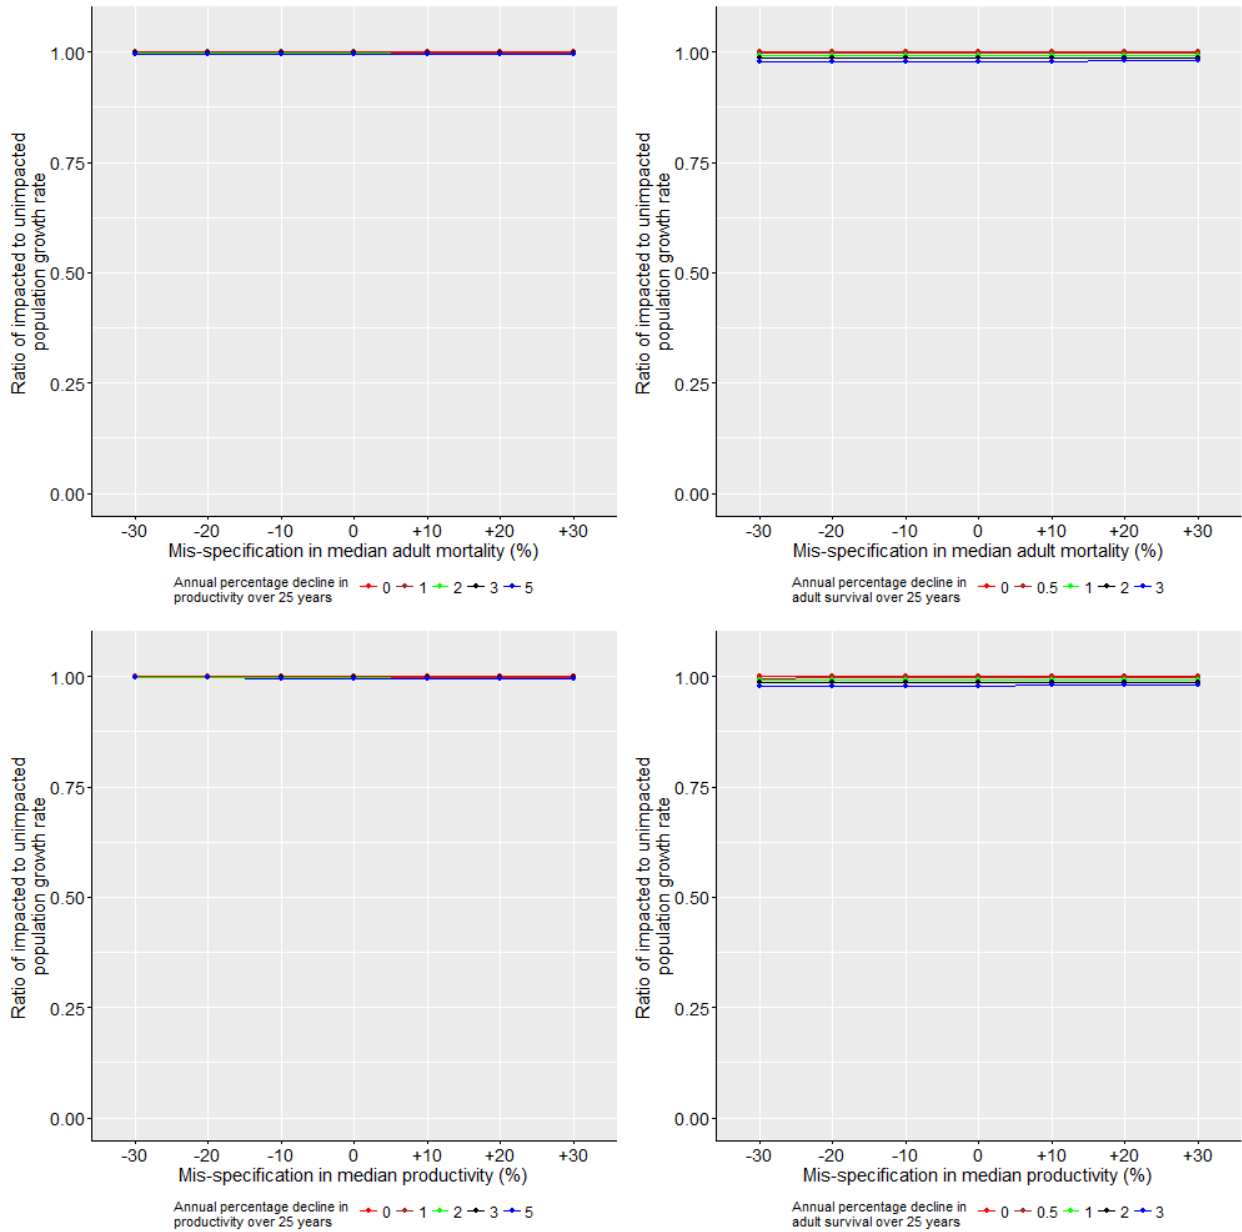 Ratio of impacted to unimpacted
population growth rate
1.00
0.75
0.50
0.25
0.00
-30 -20 -10 0 +10 +20 +30
Mis-specification in median adult mortality (%)
Annual percentage decline in
productivity over 25 years 0 1 2 3 5
Ratio of impacted to unimpacted
population growth rate
1.00
0.75
0.50
0.25
0.00
-30 -20 -10 0 +10 +20 +30
Mis-specification in median adult mortality (%)
Annual percentage decline in
adult survival over 25 years 0 0.5 1 2 3
Ratio of impacted to unimpacted
population growth rate
1.00
0.75
0.50
0.25
0.00
-30 -20 -10 0 +10 +20 +30
Mis-specification in median productivity (%)
Annual percentage decline in
productivity over 25 years 0 1 2 3 5
Ratio of impacted to unimpacted
population growth rate
1.00
0.75
0.50
0.25
0.00
-30 -20 -10 0 +10 +20 +30
Mis-specification in median productivity (%)
Annual percentage decline in
adult survival over 25 years 0 0.5 1 2 3